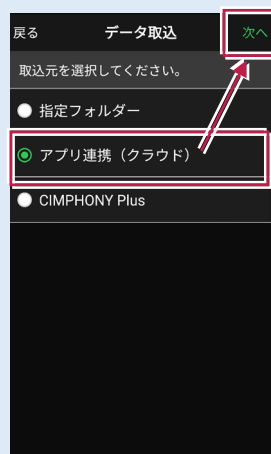 戻る データ取込 次へ
取込元を選択してください。
指定フォルダー
アプリ連携（クラウド）
CIMPHONY Plus